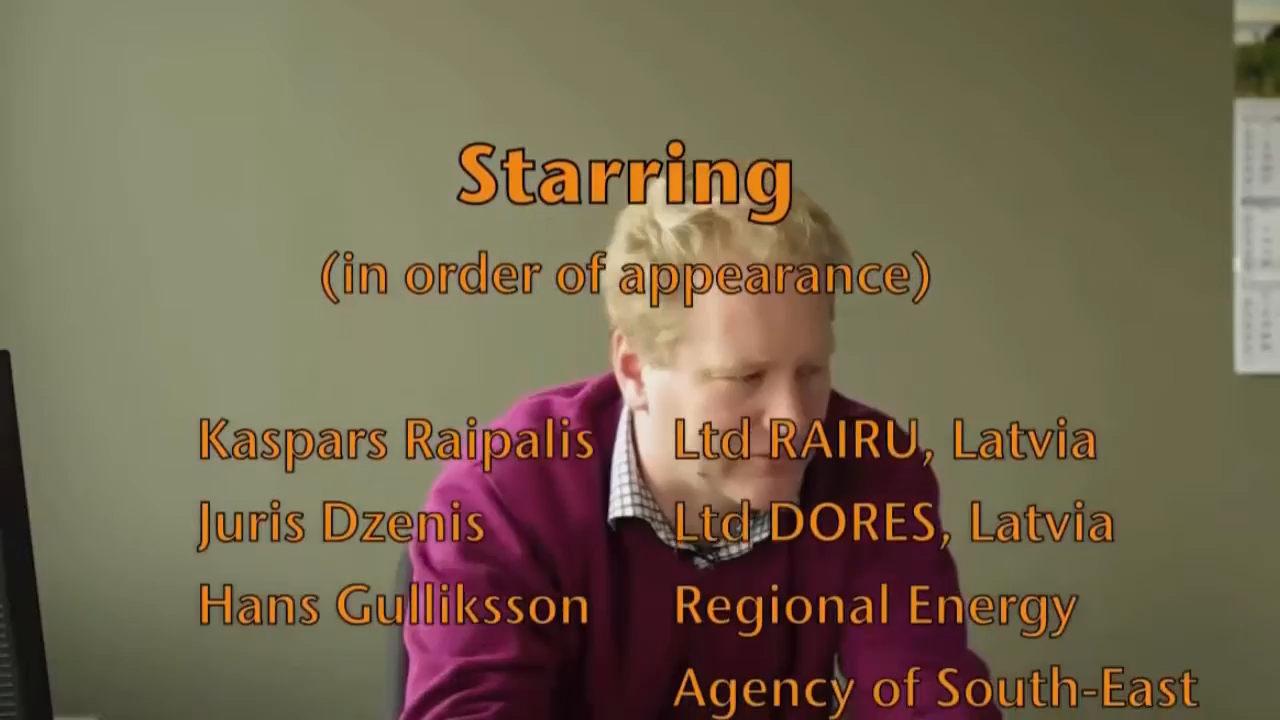 Starring
(in order of appearance)
Kaspars Raipalis Ltd RAIRU, Latvia
Juris Dzenis Ltd DORES, Latvia
Hans Gulliksson Regional Energy
Agency of South-East